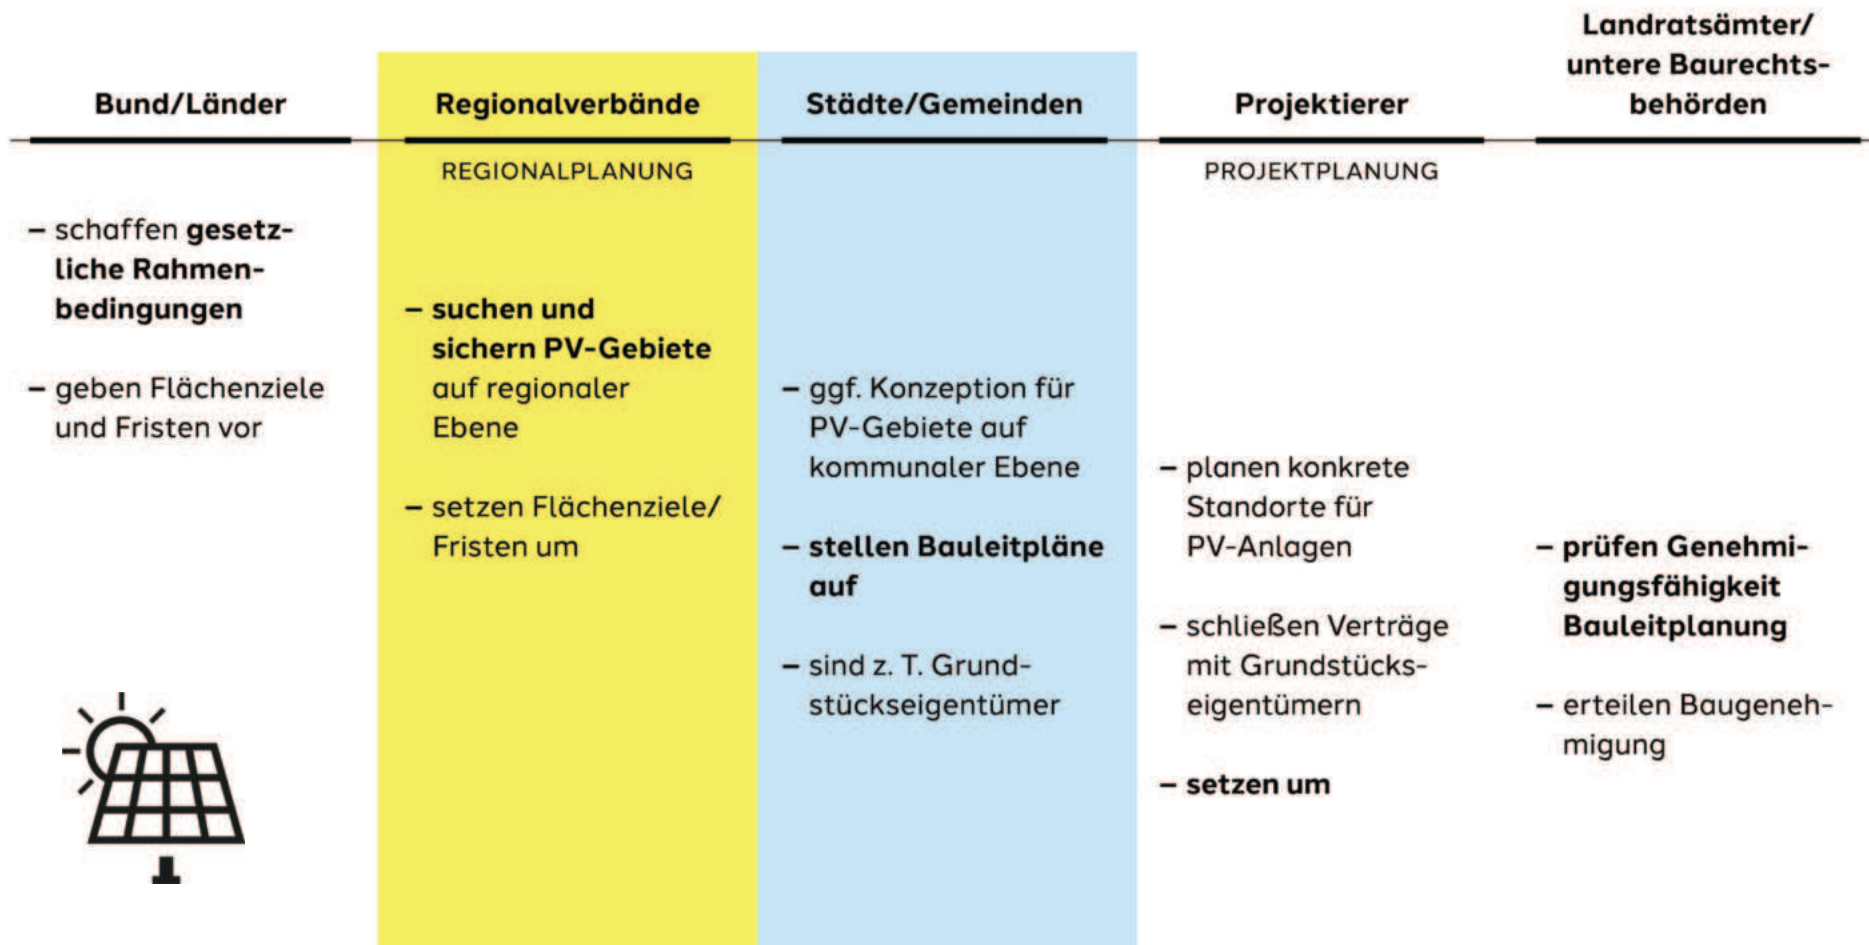 Bund/Länder
– schaffen gesetz-
liche Rahmen-
bedingungen
– geben Flächenziele
und Fristen vor
Regionalverbände
REGIONALPLANUNG
– suchen und
sichern PV-Gebiete
auf regionaler
Ebene
– setzen Flächenziele/
Fristen um
Städte/Gemeinden
– ggf. Konzeption für
PV-Gebiete auf
kommunaler Ebene
– stellen Bauleitpläne
auf
– sind z. T. Grund-
stückseigentümer
Projektierer
PROJEKTPLANUNG
– planen konkrete
Standorte für
PV-Anlagen
– schließen Verträge
mit Grundstücks-
eigentümern
– setzen um
Landratsämter/
untere Baurechts-
behörden
– prüfen Genehmi-
gungsfähigkeit
Bauleitplanung
– erteilen Baugeneh-
migung